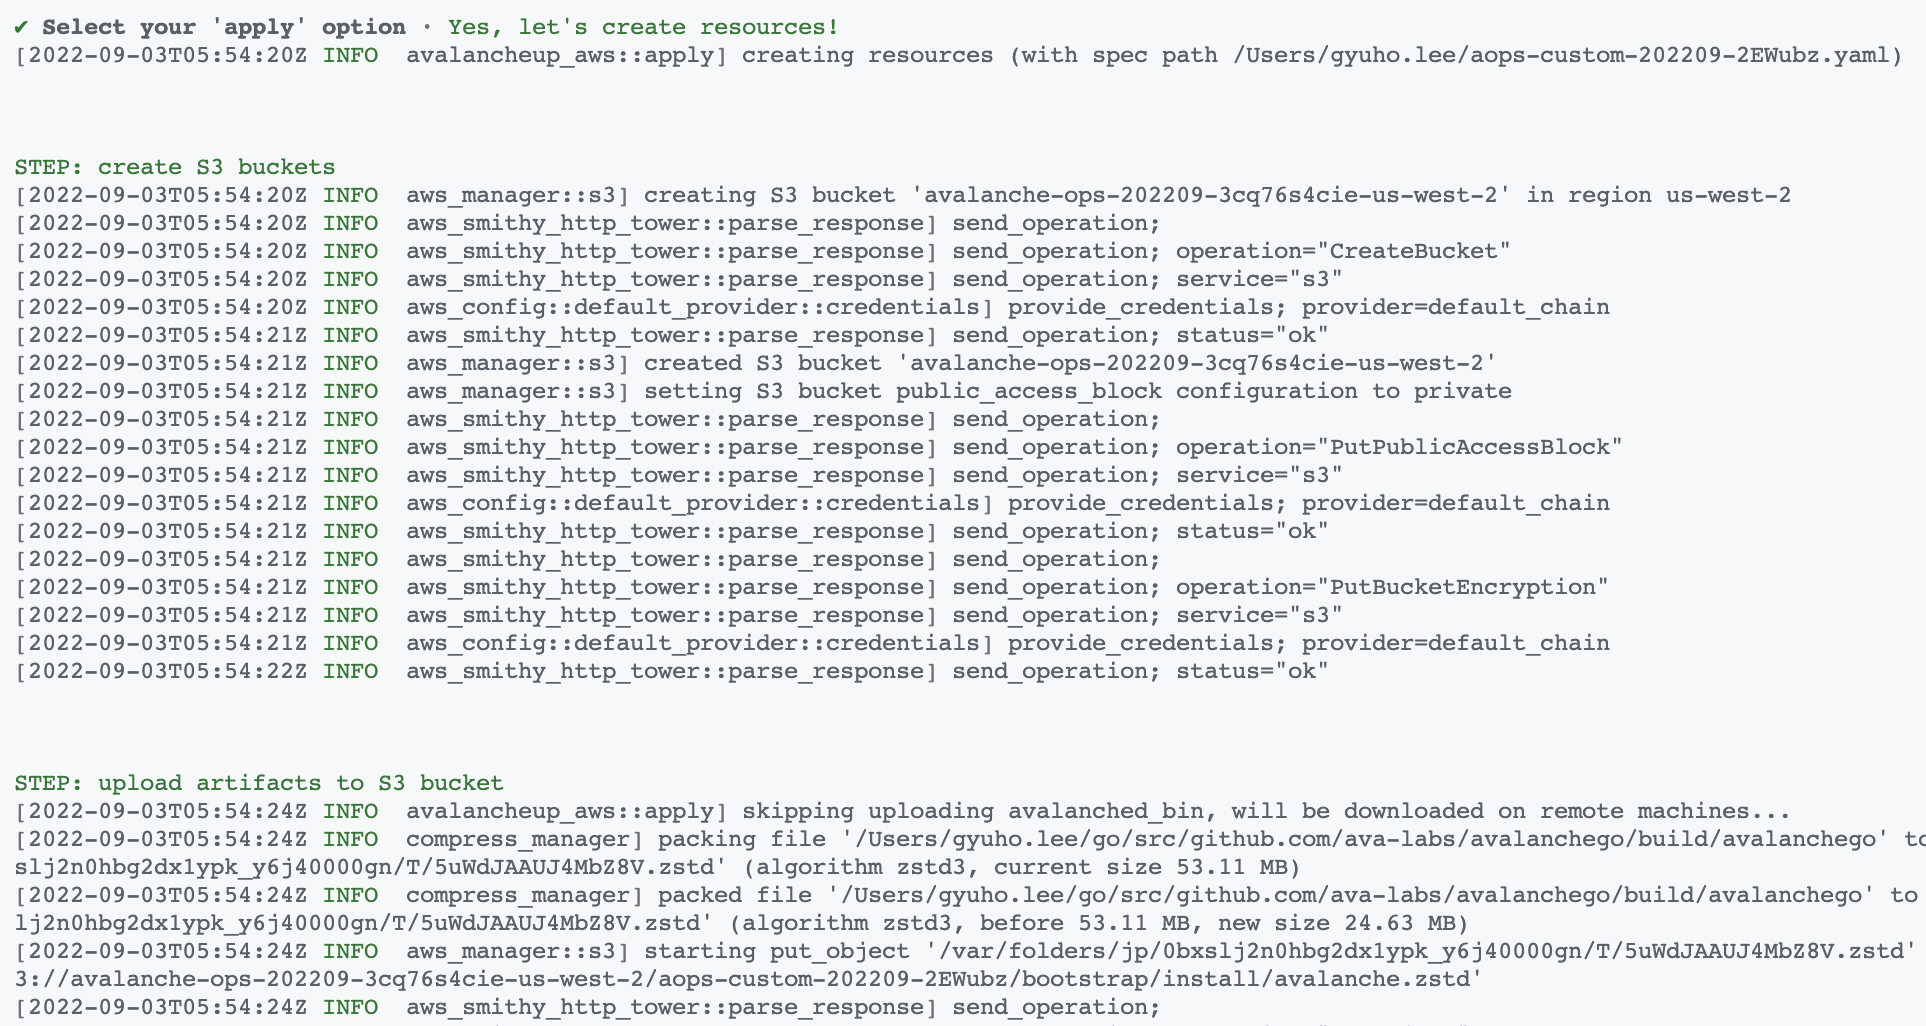 ✔ Select your 'apply' option · Yes, let's create resources!
[2022-09-03T05:54:20Z INFO  avalancheup_aws::apply] creating resources (with spec path /Users/gyuho.lee/aops-custom-202209-2EWubz.yaml)
STEP: create S3 buckets
[2022-09-03T05:54:20Z INFO  aws_manager::s3] creating S3 bucket 'avalanche-ops-202209-3cq76s4cie-us-west-2' in region us-west-2
[2022-09-03T05:54:20Z INFO  aws_smithy_http_tower::parse_response] send_operation;
[2022-09-03T05:54:20Z INFO  aws_smithy_http_tower::parse_response] send_operation; operation="CreateBucket"
[2022-09-03T05:54:20Z INFO  aws_smithy_http_tower::parse_response] send_operation; service="s3"
[2022-09-03T05:54:20Z INFO  aws_config::default_provider::credentials] provide_credentials; provider=default_chain
[2022-09-03T05:54:21Z INFO  aws_smithy_http_tower::parse_response] send_operation; status="ok"
[2022-09-03T05:54:21Z INFO  aws_manager::s3] created S3 bucket 'avalanche-ops-202209-3cq76s4cie-us-west-2'
[2022-09-03T05:54:21Z INFO  aws_manager::s3] setting S3 bucket public_access_block configuration to private
[2022-09-03T05:54:21Z INFO  aws_smithy_http_tower::parse_response] send_operation;
[2022-09-03T05:54:21Z INFO  aws_smithy_http_tower::parse_response] send_operation; operation="PutPublicAccessBlock"
[2022-09-03T05:54:21Z INFO  aws_smithy_http_tower::parse_response] send_operation; service="s3"
[2022-09-03T05:54:21Z INFO  aws_config::default_provider::credentials] provide_credentials; provider=default_chain
[2022-09-03T05:54:21Z INFO  aws_smithy_http_tower::parse_response] send_operation; status="ok"
[2022-09-03T05:54:21Z INFO  aws_smithy_http_tower::parse_response] send_operation;
[2022-09-03T05:54:21Z INFO  aws_smithy_http_tower::parse_response] send_operation; operation="PutBucketEncryption"
[2022-09-03T05:54:21Z INFO  aws_smithy_http_tower::parse_response] send_operation; service="s3"
[2022-09-03T05:54:21Z INFO  aws_config::default_provider::credentials] provide_credentials; provider=default_chain
[2022-09-03T05:54:22Z INFO  aws_smithy_http_tower::parse_response] send_operation; status="ok"
STEP: upload artifacts to S3 bucket
[2022-09-03T05:54:24Z INFO  avalancheup_aws::apply] skipping uploading avalanched_bin, will be downloaded on remote machines...
[2022-09-03T05:54:24Z INFO  compress_manager] packing file '/Users/gyuho.lee/go/src/github.com/ava-labs/avalanchego/build/avalanchego' to
slj2n0hbg2dx1ypk_y6j40000gn/T/5uWdJAAUJ4MbZ8V.zstd' (algorithm zstd3, current size 53.11 MB)
[2022-09-03T05:54:24Z INFO  compress_manager] packed file '/Users/gyuho.lee/go/src/github.com/ava-labs/avalanchego/build/avalanchego' to
lj2n0hbg2dx1ypk_y6j40000gn/T/5uWdJAAUJ4MbZ8V.zstd' (algorithm zstd3, before 53.11 MB, new size 24.63 MB)
[2022-09-03T05:54:24Z INFO  aws_manager::s3] starting put_object '/var/folders/jp/0bxslj2n0hbg2dx1ypk_y6j40000gn/T/5uWdJAAUJ4MbZ8V.zstd'
3://avalanche-ops-202209-3cq76s4cie-us-west-2/aops-custom-202209-2EWubz/bootstrap/install/avalanche.zstd'
[2022-09-03T05:54:24Z INFO  aws_smithy_http_tower::parse_response] send_operation;